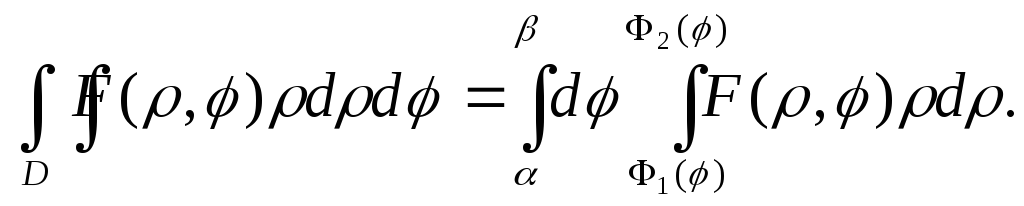 ∫∫_D F(ρ,ϕ)ρdρdϕ = ∫_α^β dϕ ∫_{Φ₁(ϕ)}^{Φ₂(ϕ)} F(ρ,ϕ)ρdρ.